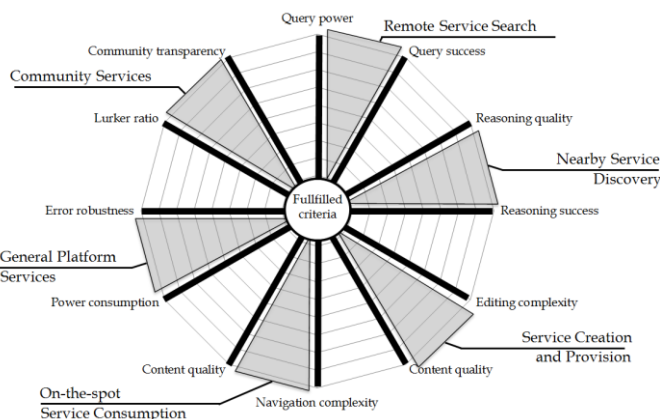 Query power
Remote Service Search
Community transparency
Query success
Community Services
Lurker ratio
Reasoning quality
Nearby Service
Discovery
Fullfilled
criteria
Error robustness
Reasoning success
General Platform
Services
Power consumption
Editing complexity
Service Creation
and Provision
Content quality
Content quality
On-the-spot
Service Consumption
Navigation complexity